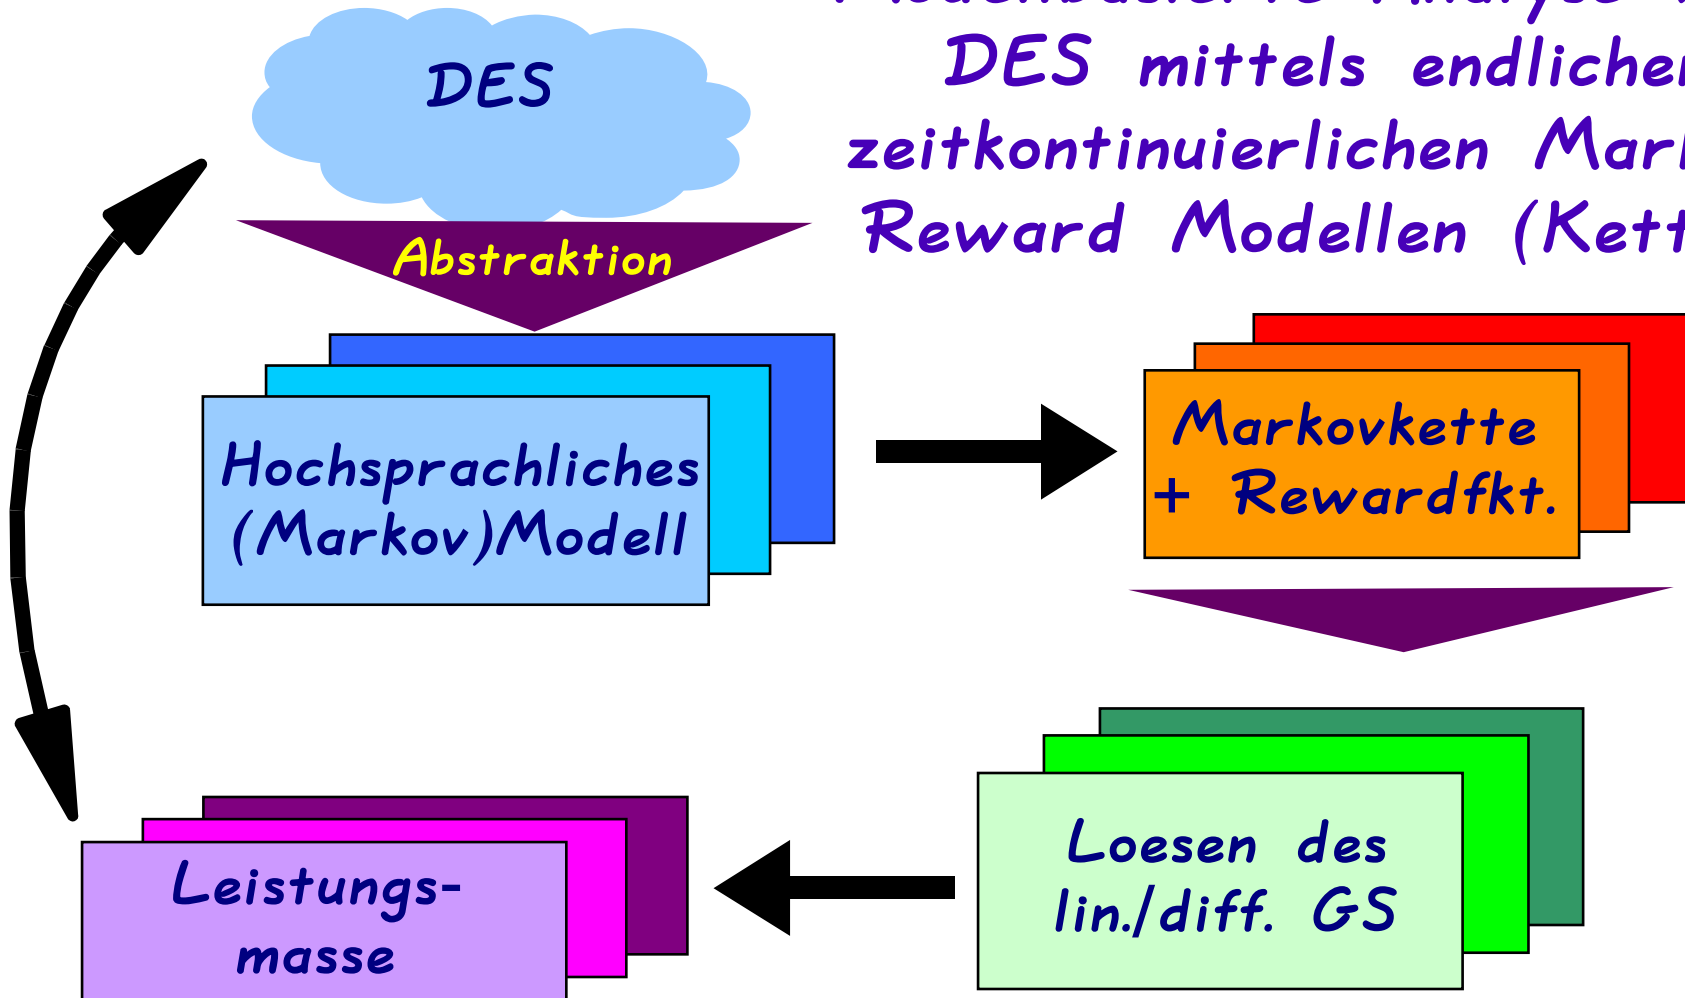 DES
DES mittels
zeitkontinuierlichen
Reward Modellen
Abstraktion
Hochsprachliches
(Markov)Modell
Markovkette
+ Rewardfkt.
Loesen des
lin./diff. GS
Leistungs-
masse